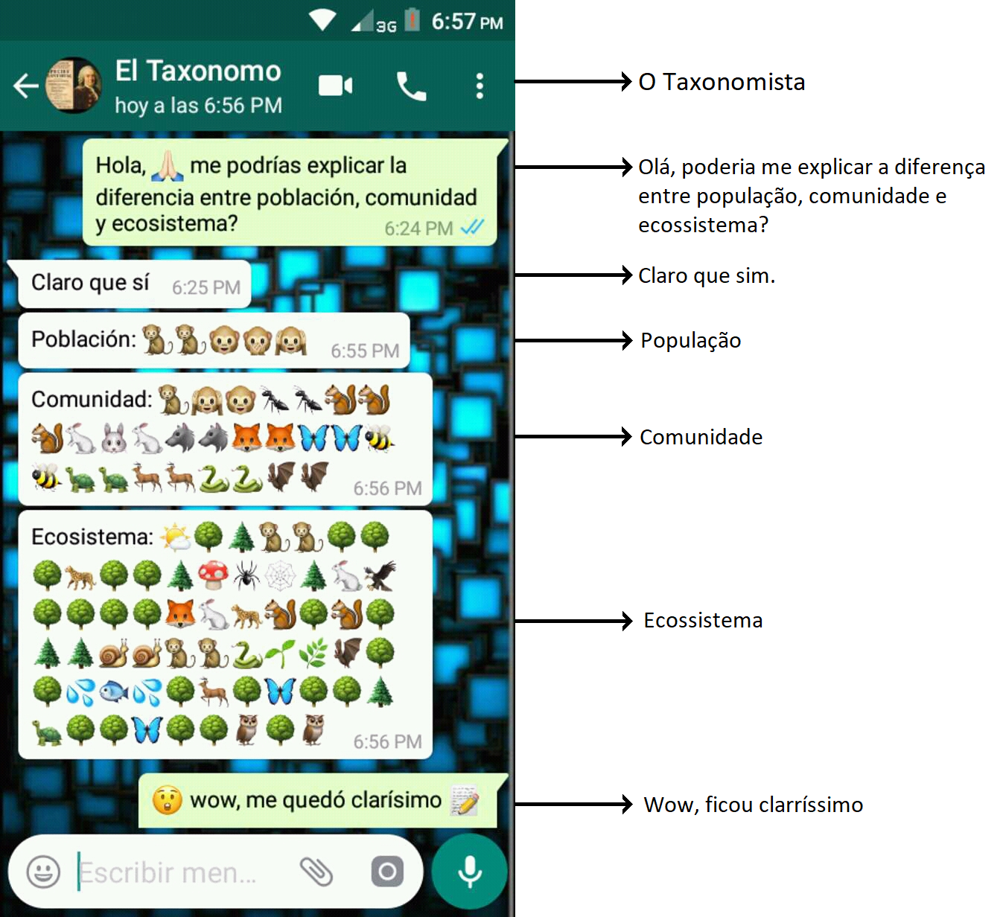 3G 6:57 PM
El Taxonomo
hoy a las 6:56 PM
O Taxonomista
Hola, 🙏 me podrías explicar la
diferencia entre población, comunidad
y ecosistema?
6:24 PM
Olá, poderia me explicar a diferença
entre população, comunidade e
ecossistema?
Claro que sí 6:25 PM
Claro que sim.
Población: 6:55 PM
População
Comunidad:
6:56 PM
Comunidade
Ecosistema:
6:56 PM
Ecossistema
wow, me quedó clarísimo
Wow, ficou clarríssimo
Escribir men...